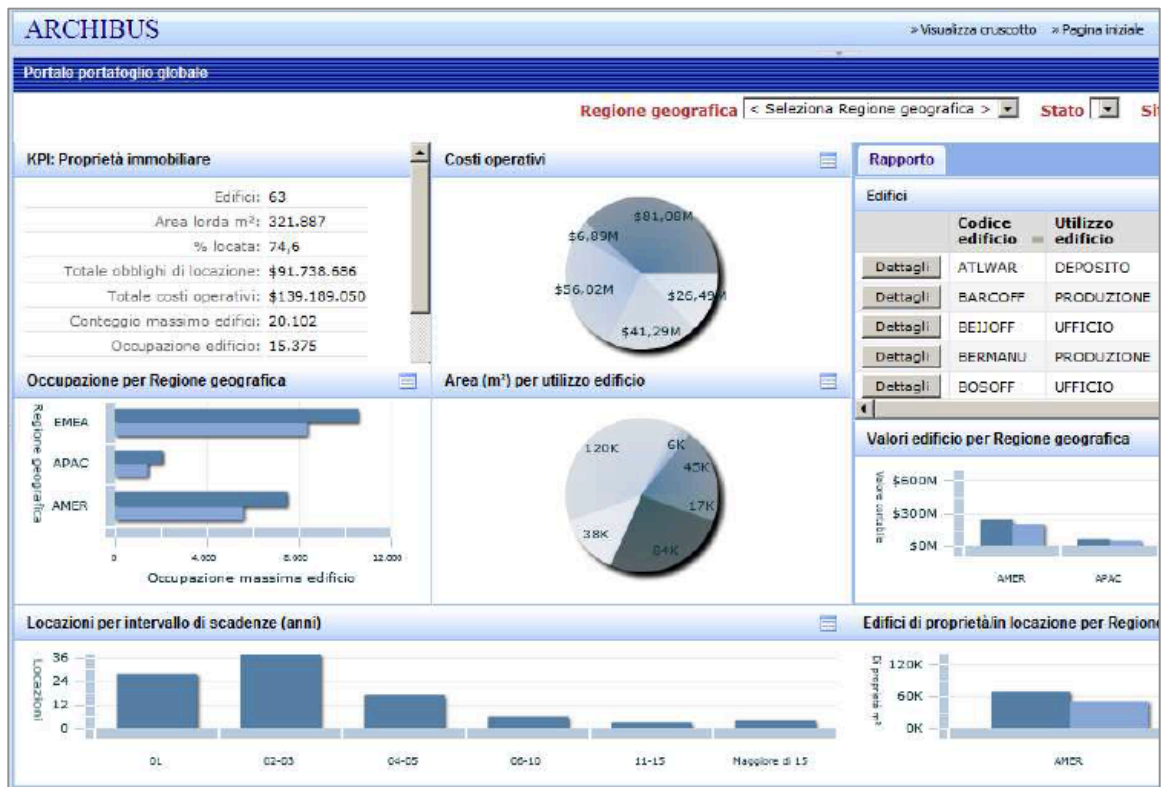 ARCHIBUS
» Visualizza cruscotto » Pagina iniziale
Portale portafoglio globale
Regione geografica < Seleziona Regione geografica > Stato
KPI: Proprietà immobiliare
Edifici: 63
Area lorda m²: 321.887
% locata: 74,6
Totale obblighi di locazione: $91.738.686
Totale costi operativi: $139.189.050
Conteggio massimo edifici: 20.102
Occupazione edificio: 15.375
Costi operativi
$81,08M
$6,89M
$56,02M
$26,49M
$41,29M
Rapporto
Edifici
Codice edificio Utilizzo edificio
Dettagli ATLWAR DEPOSITO
Dettagli BARCOFF PRODUZIONE
Dettagli BEIJOFF UFFICIO
Dettagli BERMANU PRODUZIONE
Dettagli BOSOFF UFFICIO
Occupazione per Regione geografica
Regione geografica
EMEA
APAC
AMER
0 4.000 8.000 12.000
Occupazione massima edificio
Area (m²) per utilizzo edificio
120K
6K
45K
17K
38K
Valori edificio per Regione geografica
Valore contabile
$600M
$300M
$0M
AMER APAC
Locazioni per intervallo di scadenze (anni)
Locazioni
36
24
12
0
01 02-03 04-05 06-10 11-15 Maggiore di 15
Edifici di proprietà/in locazione per Regione
Di proprietà m²
120K
60K
0K
AMER